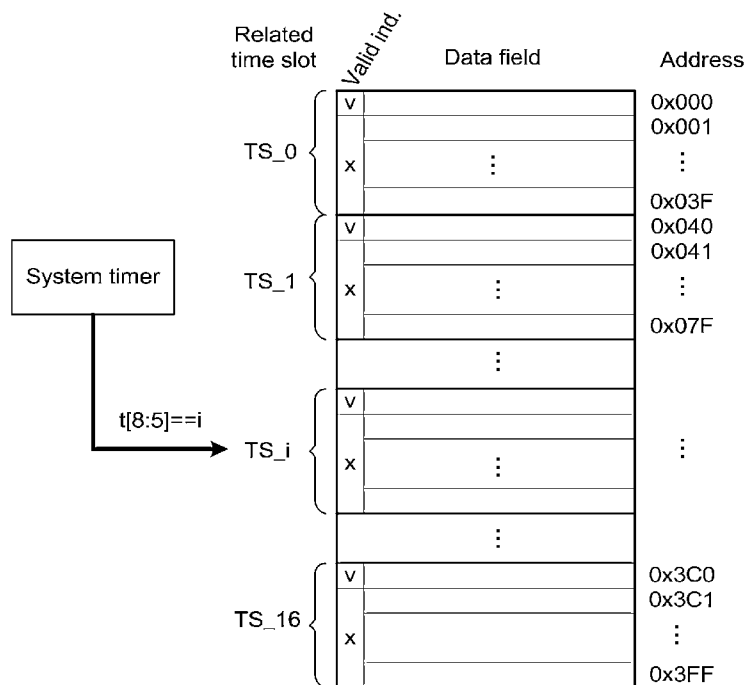 Related
time slot
Valid ind.
Data field
Address
v
0x000
0x001
TS_0
x
⋮
⋮
0x03F
v
0x040
0x041
System timer
TS_1
x
⋮
⋮
0x07F
⋮
v
t[8:5]==i
TS_i
x
⋮
⋮
⋮
v
0x3C0
0x3C1
TS_16
x
⋮
⋮
0x3FF